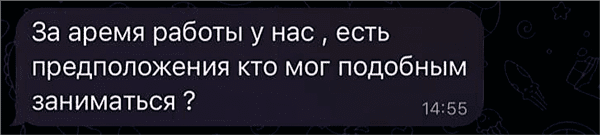 За аремя работы у нас , есть
предположения кто мог подобным
заниматься ?
14:55